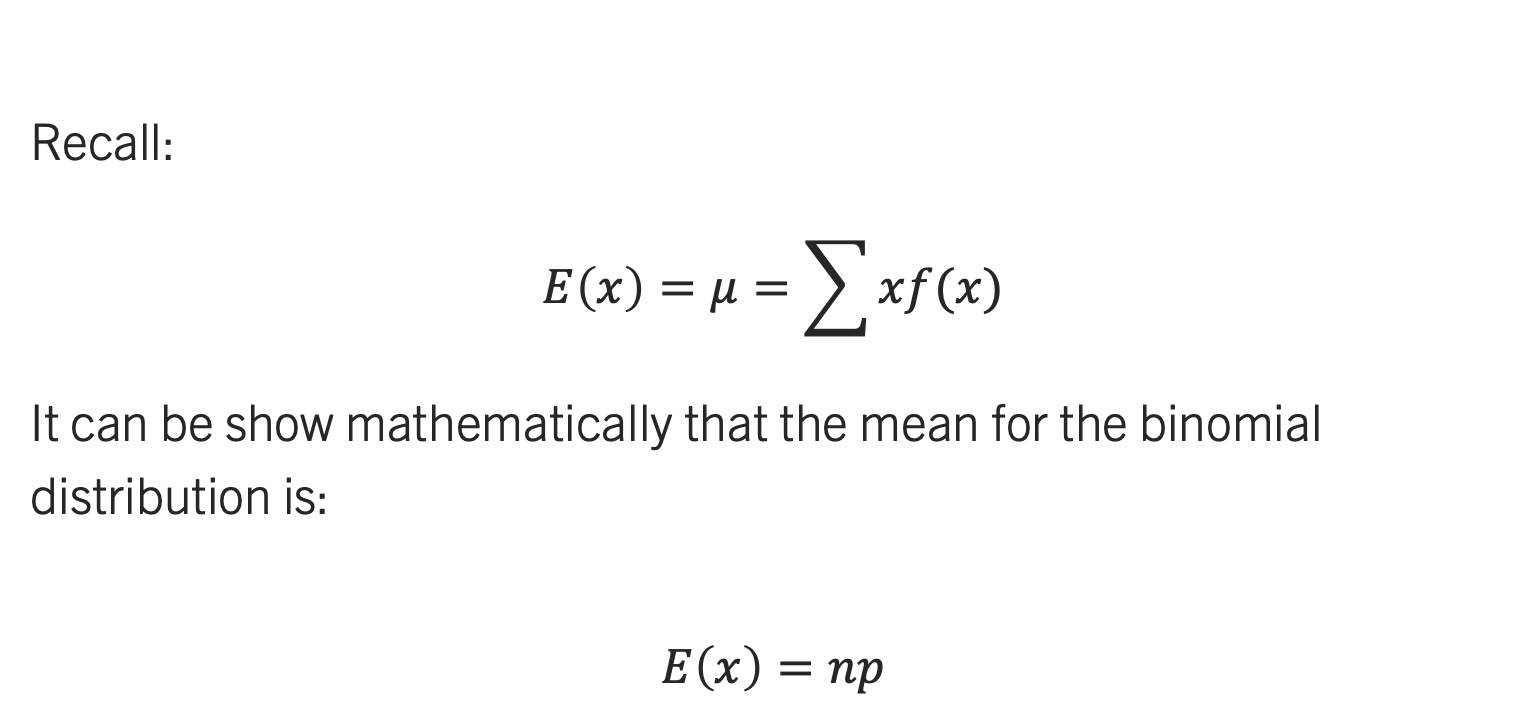 Recall:
E(x) = μ = ∑ xf(x)
It can be show mathematically that the mean for the binomial
distribution is:
E(x) = np